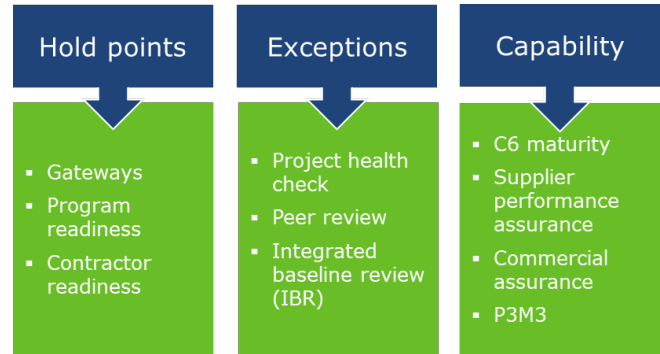 Hold points
▪ Gateways
▪ Program
readiness
▪ Contractor
readiness
Exceptions
▪ Project health
check
▪ Peer review
▪ Integrated
baseline review
(IBR)
Capability
▪ C6 maturity
▪ Supplier
performance
assurance
▪ Commercial
assurance
▪ P3M3